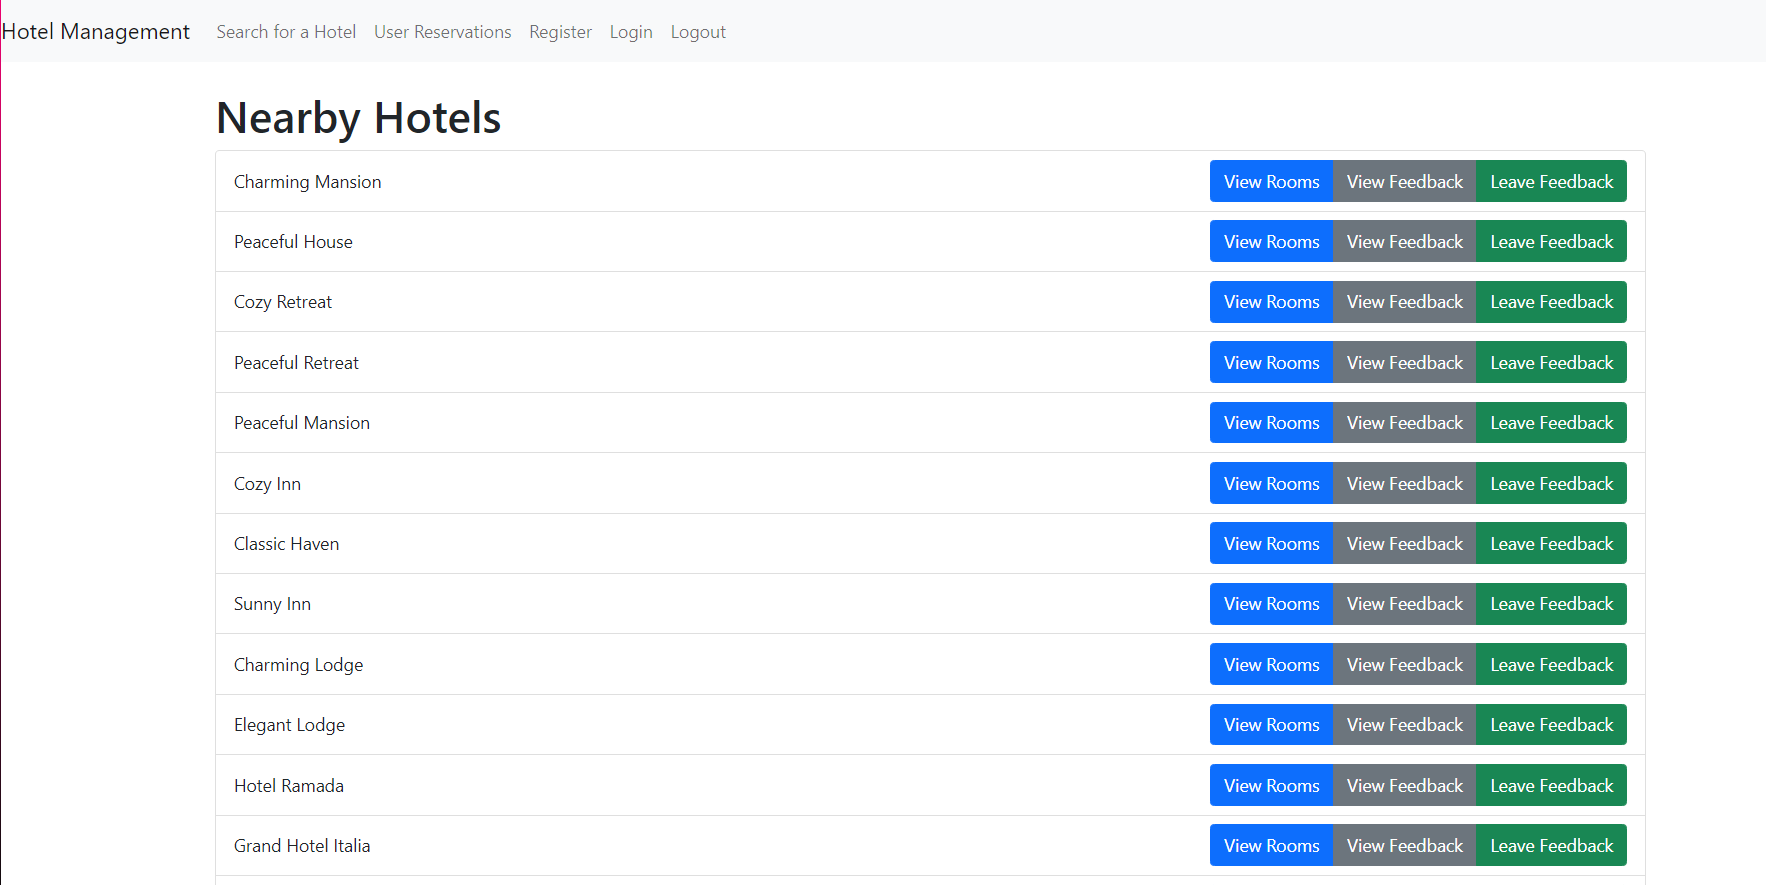 Hotel Management Search for a Hotel User Reservations Register Login Logout
Nearby Hotels
Charming Mansion View Rooms View Feedback Leave Feedback
Peaceful House View Rooms View Feedback Leave Feedback
Cozy Retreat View Rooms View Feedback Leave Feedback
Peaceful Retreat View Rooms View Feedback Leave Feedback
Peaceful Mansion View Rooms View Feedback Leave Feedback
Cozy Inn View Rooms View Feedback Leave Feedback
Classic Haven View Rooms View Feedback Leave Feedback
Sunny Inn View Rooms View Feedback Leave Feedback
Charming Lodge View Rooms View Feedback Leave Feedback
Elegant Lodge View Rooms View Feedback Leave Feedback
Hotel Ramada View Rooms View Feedback Leave Feedback
Grand Hotel Italia View Rooms View Feedback Leave Feedback